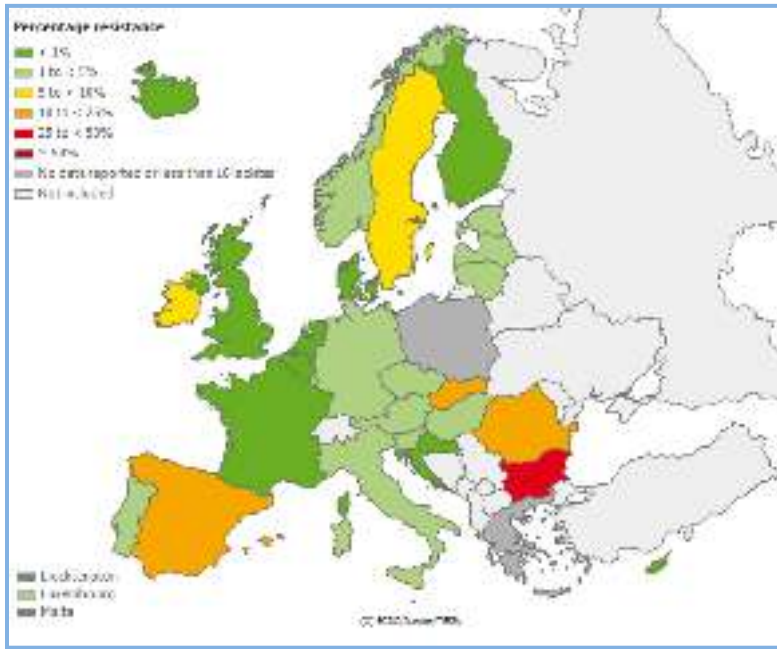 Percentage resistance
< 1%
1 to < 5%
5 to < 10%
10 to < 25%
25 to < 50%
≥ 50%
No data reported or less than 10 isolates
Not included
Liechtenstein
Luxembourg
Malta